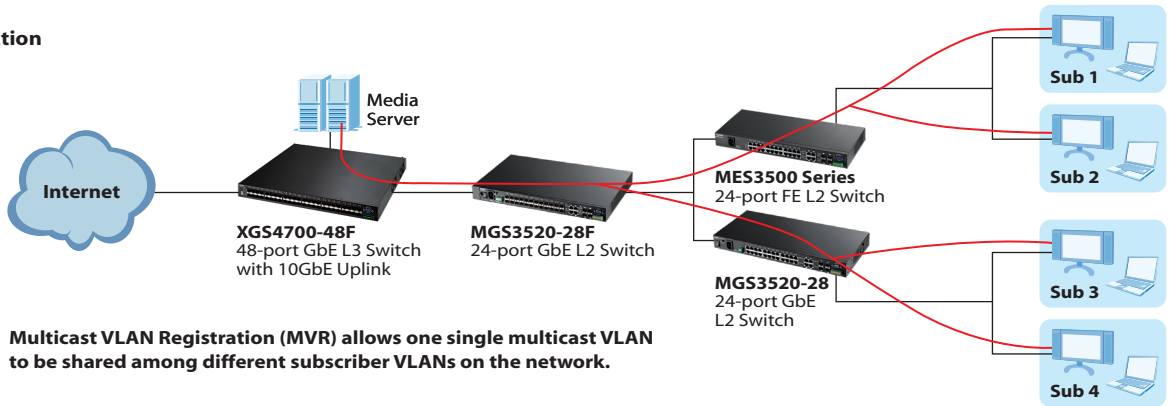 tion
Media
Server
Internet
XGS4700-48F
48-port GbE L3 Switch
with 10GbE Uplink
MGS3520-28F
24-port GbE L2 Switch
MES3500 Series
24-port FE L2 Switch
MGS3520-28
24-port GbE
L2 Switch
Sub 1
Sub 2
Sub 3
Sub 4
Multicast VLAN Registration (MVR) allows one single multicast VLAN
to be shared among different subscriber VLANs on the network.